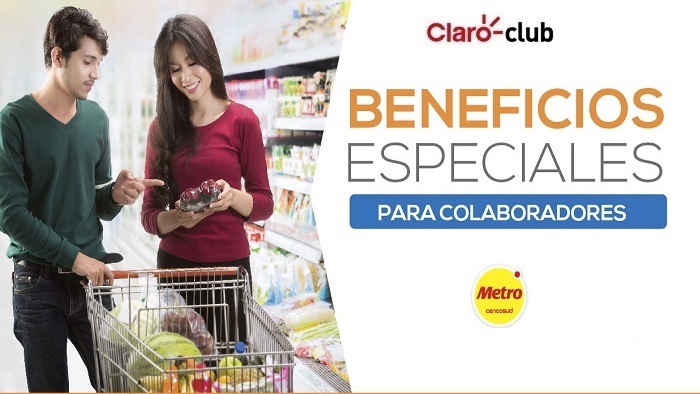 Claro-club
BENEFICIOS
ESPECIALES
PARA COLABORADORES
Metro
cencosud